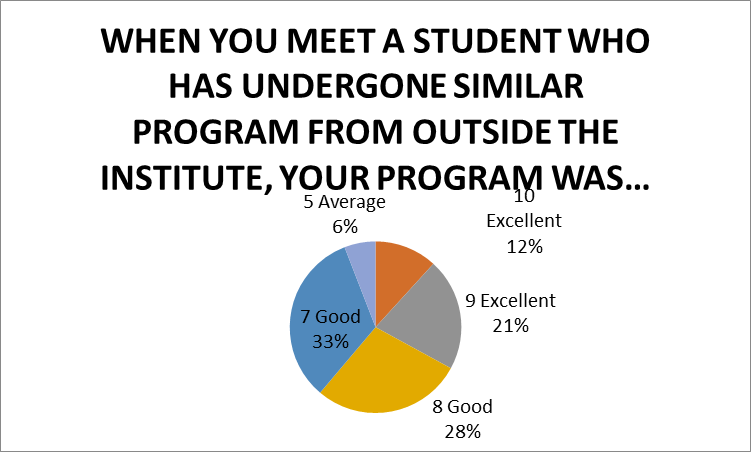 WHEN YOU MEET A STUDENT WHO
HAS UNDERGONE SIMILAR
PROGRAM FROM OUTSIDE THE
INSTITUTE, YOUR PROGRAM WAS...
10
Excellent
12%
9 Excellent
21%
8 Good
28%
7 Good
33%
5 Average
6%